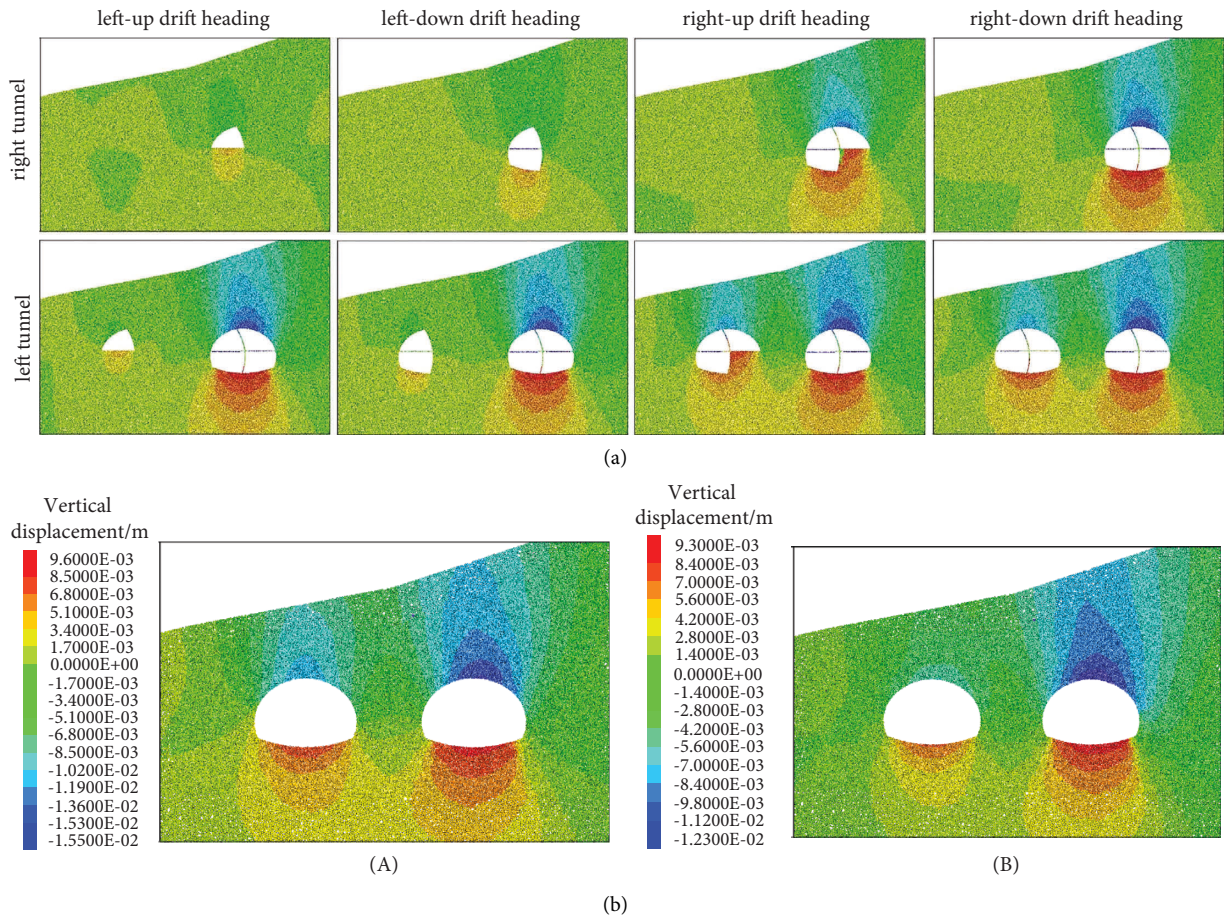 left-up drift heading
left-down drift heading
right-up drift heading
right-down drift heading
right tunnel
left tunnel
(a)
Vertical
displacement/m
9.6000E-03
8.5000E-03
6.8000E-03
5.1000E-03
3.4000E-03
1.7000E-03
0.0000E+00
-1.7000E-03
-3.4000E-03
-5.1000E-03
-6.8000E-03
-8.5000E-03
-1.0200E-02
-1.1900E-02
-1.3600E-02
-1.5300E-02
-1.5500E-02
(A)
Vertical
displacement/m
9.3000E-03
8.4000E-03
7.0000E-03
5.6000E-03
4.2000E-03
2.8000E-03
1.4000E-03
0.0000E+00
-1.4000E-03
-2.8000E-03
-4.2000E-03
-5.6000E-03
-7.0000E-03
-8.4000E-03
-9.8000E-03
-1.1200E-02
-1.2300E-02
(B)
(b)